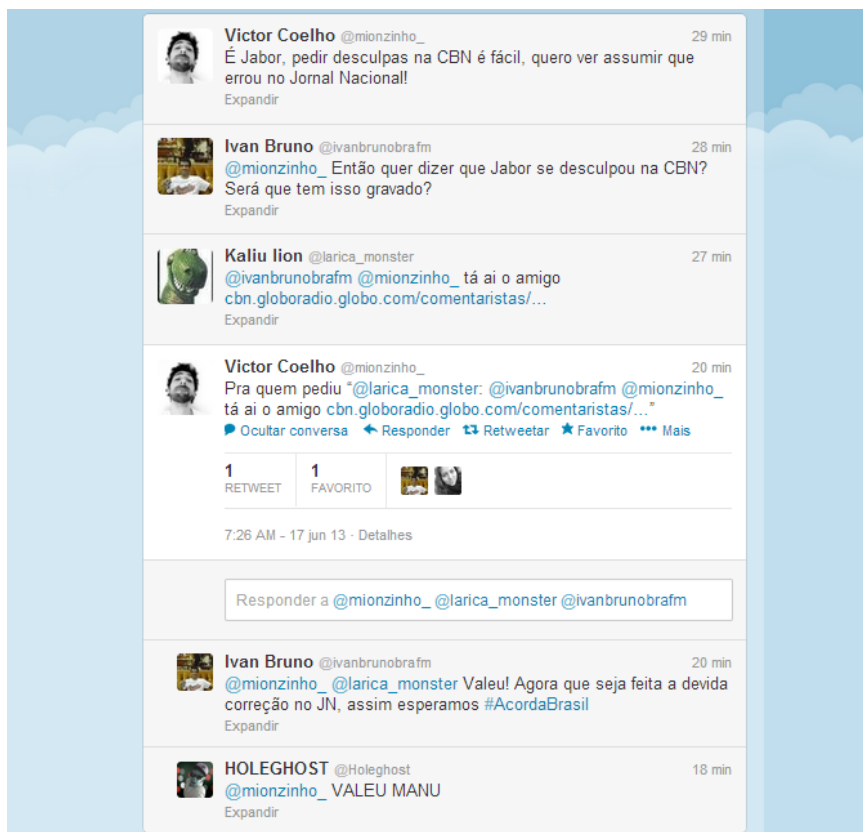 Victor Coelho @mionzinho_ 29 min
É Jabor, pedir desculpas na CBN é fácil, quero ver assumir que
errou no Jornal Nacional!
Expandir
Ivan Bruno @ivanbrunobrafm 28 min
@mionzinho_ Então quer dizer que Jabor se desculpou na CBN?
Será que tem isso gravado?
Expandir
Kaliu lion @larica_monster 27 min
@ivanbrunobrafm @mionzinho_ tá ai o amigo
cbn.globoradio.globo.com/comentaristas/…
Expandir
Victor Coelho @mionzinho_ 20 min
Pra quem pediu “@larica_monster: @ivanbrunobrafm @mionzinho_
tá ai o amigo cbn.globoradio.globo.com/comentaristas/…”
Ocultar conversa Responder Retweetar Favorito Mais
1 1
RETWEET FAVORITO
7:26 AM - 17 jun 13 · Detalhes
Responder a @mionzinho_ @larica_monster @ivanbrunobrafm
Ivan Bruno @ivanbrunobrafm 20 min
@mionzinho_ @larica_monster Valeu! Agora que seja feita a devida
correção no JN, assim esperamos #AcordaBrasil
Expandir
HOLEGHOST @Holeghost 18 min
@mionzinho_ VALEU MANU
Expandir